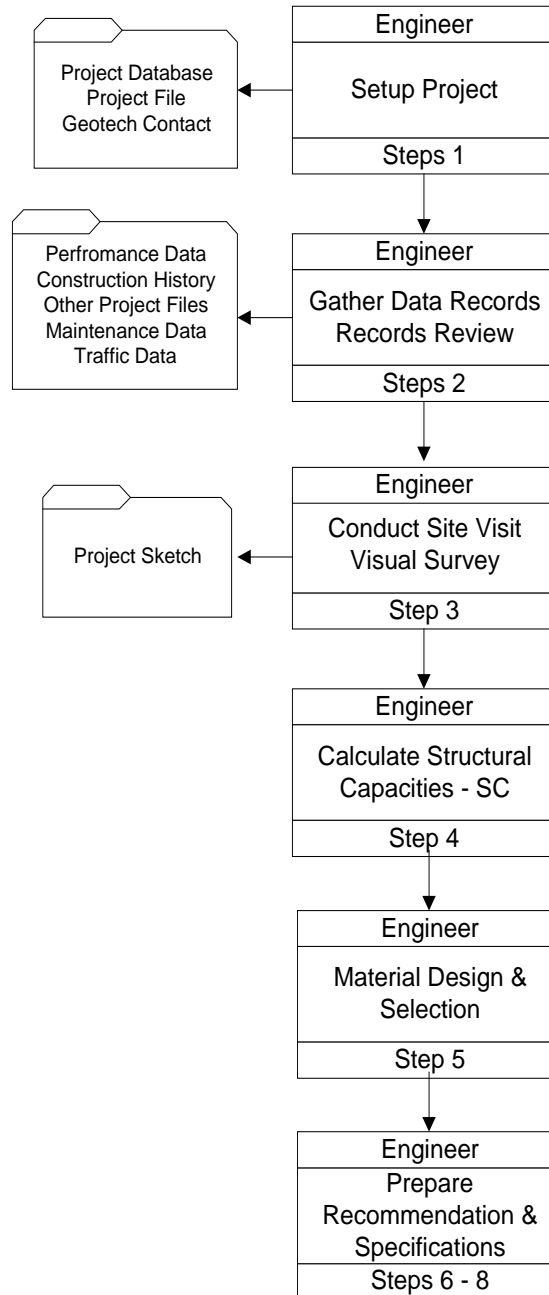 Engineer
Project Database
Project File
Geotech Contact
Setup Project
Steps 1
Engineer
Perfromance Data
Construction History
Other Project Files
Maintenance Data
Traffic Data
Gather Data Records
Records Review
Steps 2
Engineer
Project Sketch
Conduct Site Visit
Visual Survey
Step 3
Engineer
Calculate Structural
Capacities - SC
Step 4
Engineer
Material Design &
Selection
Step 5
Engineer
Prepare
Recommendation &
Specifications
Steps 6 - 8